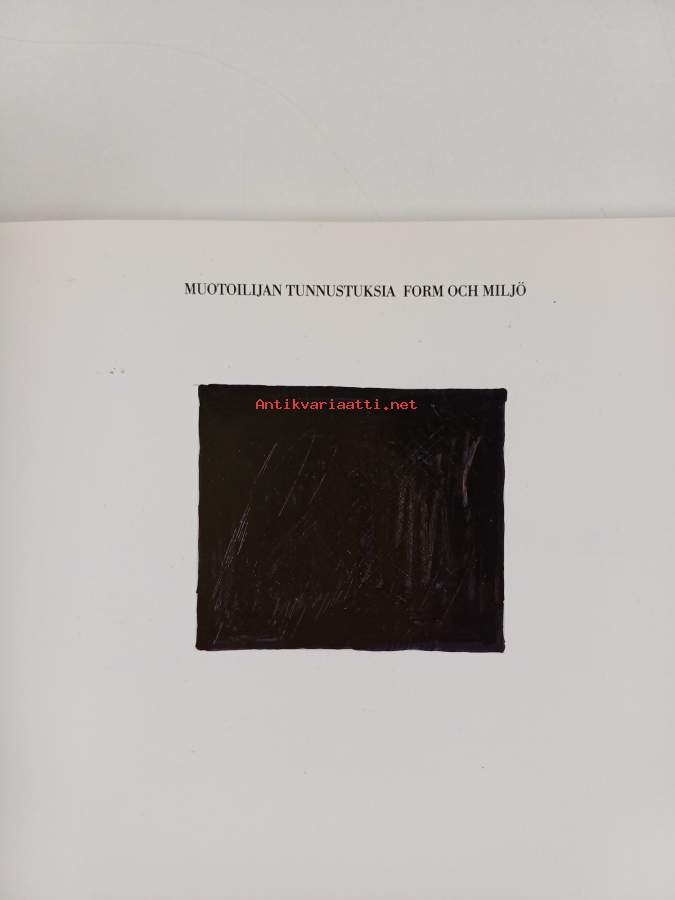 MUOTOILIJAN TUNNUSTUKSIA FORM OCH MILJÖ
Antikvariaatti.net